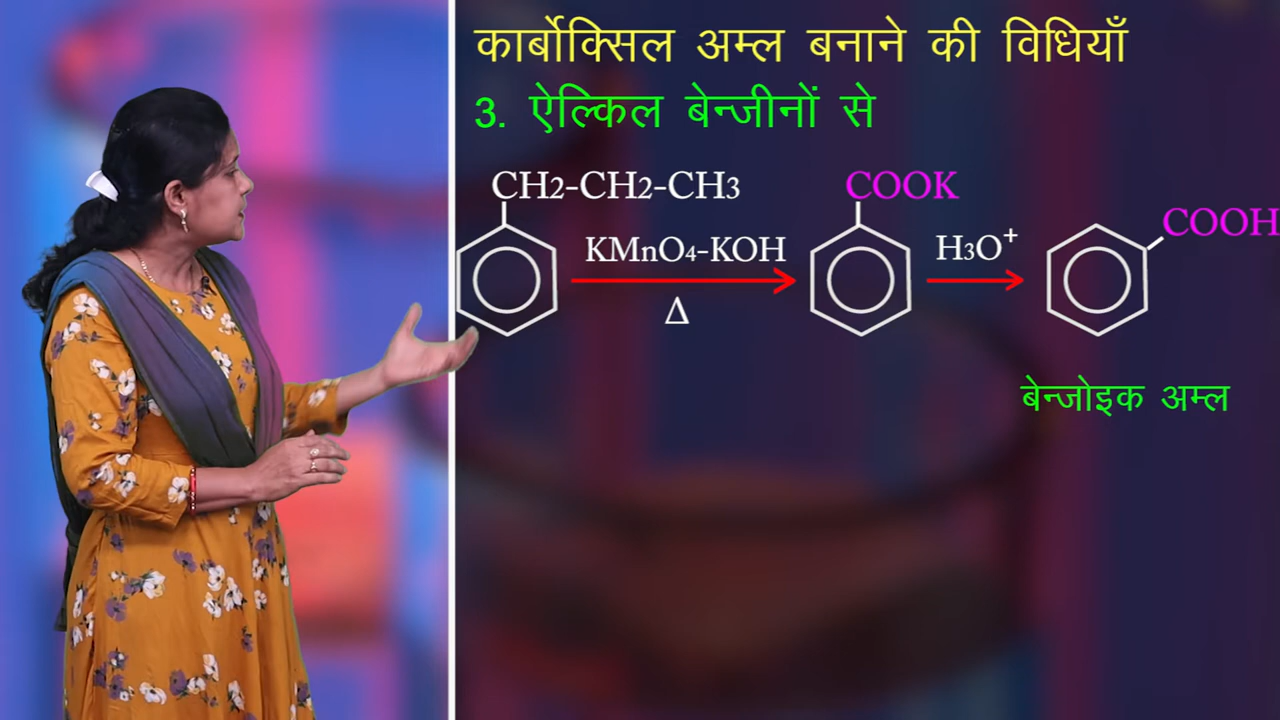 कार्बोक्सिल अम्ल बनाने की विधियाँ
3. ऐल्किल बेन्जीनों से
CH2-CH2-CH3
COOK
COOH
KMnO4-KOH
H3O+
Δ
बेन्जोइक अम्ल